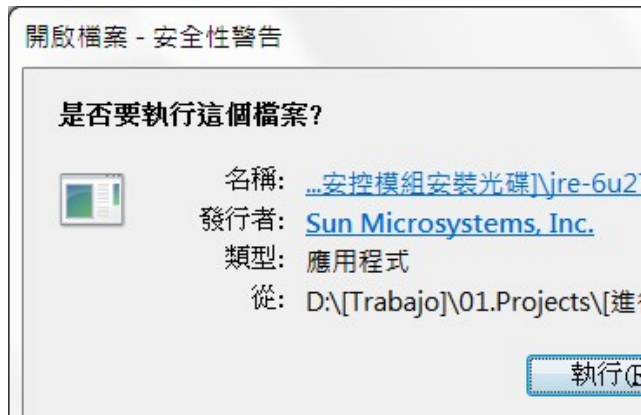 開啟檔案 - 安全性警告
是否要執行這個檔案?
名稱: ...安控模組安裝光碟]\jre-6u2
發行者: Sun Microsystems, Inc.
類型: 應用程式
從: D:\[Trabajo]\01.Projects\[進
執行(